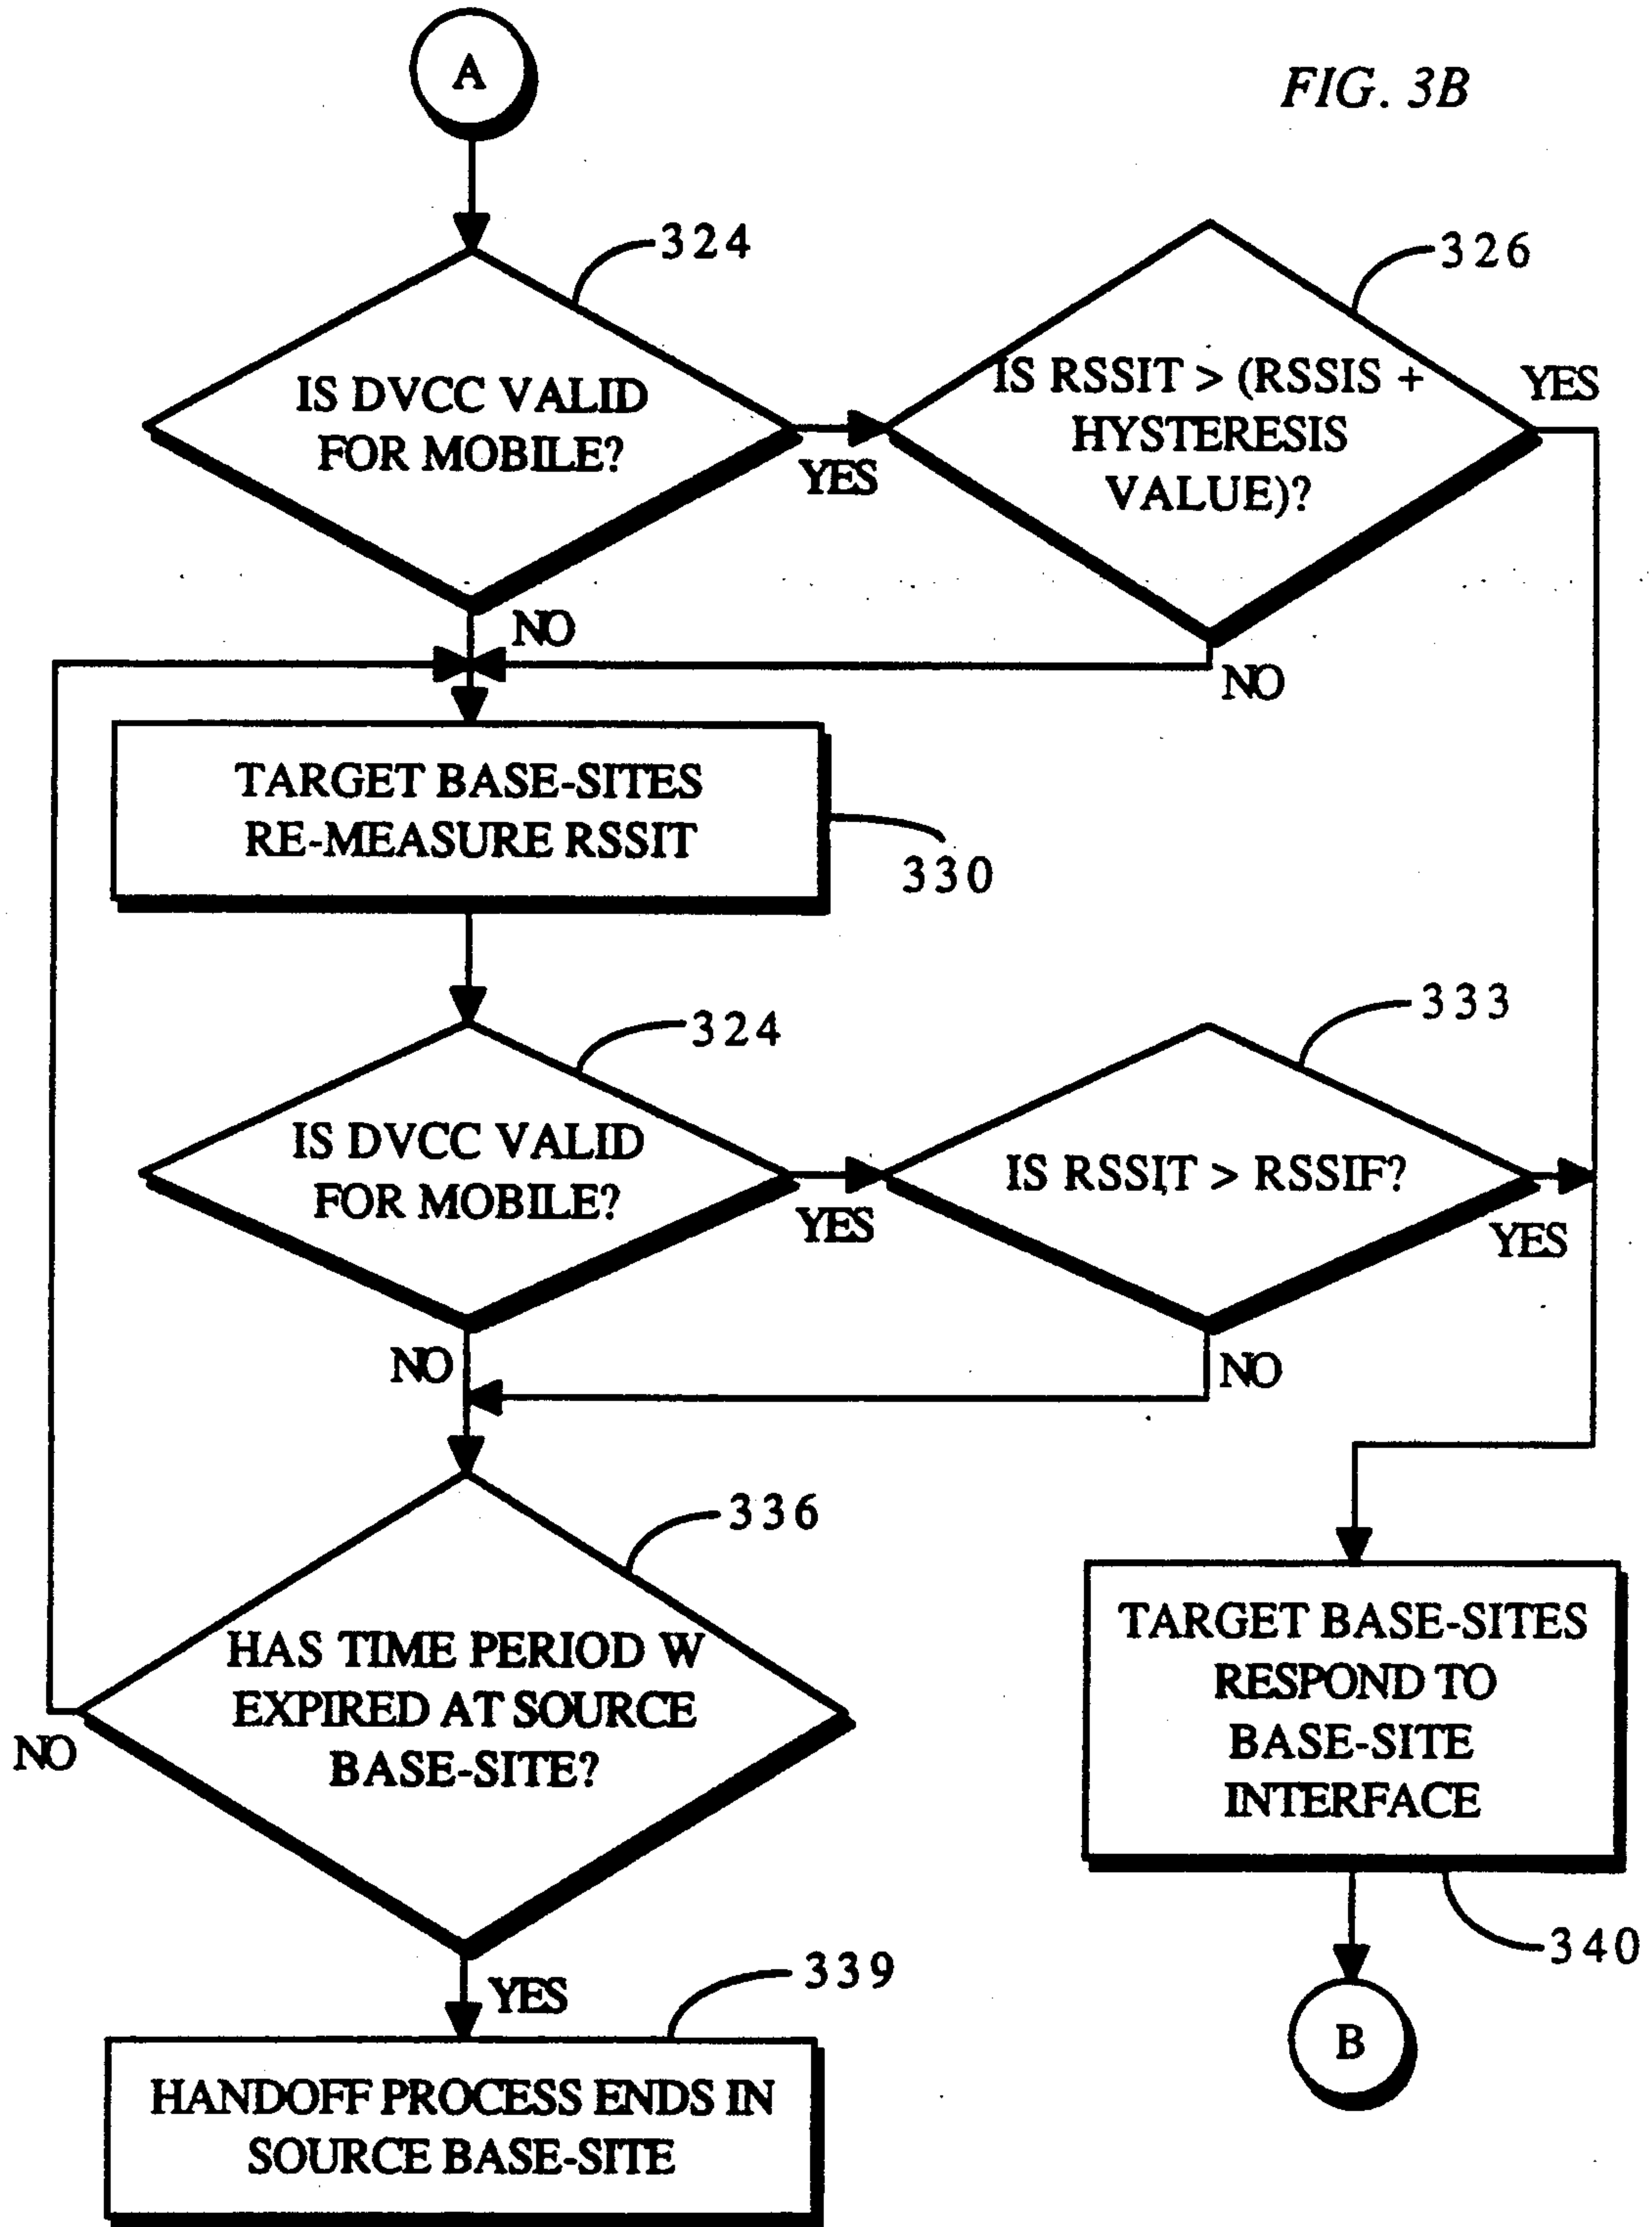 A
FIG. 3B
324
326
IS DVCC VALID
FOR MOBILE?
YES
IS RSSIT > (RSSIS +
HYSTERESIS
VALUE)?
YES
NO
NO
TARGET BASE-SITES
RE-MEASURE RSSIT
330
324
333
IS DVCC VALID
FOR MOBILE?
YES
IS RSSIT > RSSIF?
YES
NO
NO
336
HAS TIME PERIOD W
EXPIRED AT SOURCE
BASE-SITE?
NO
YES
TARGET BASE-SITES
RESPOND TO
BASE-SITE
INTERFACE
340
339
HANDOFF PROCESS ENDS IN
SOURCE BASE-SITE
B